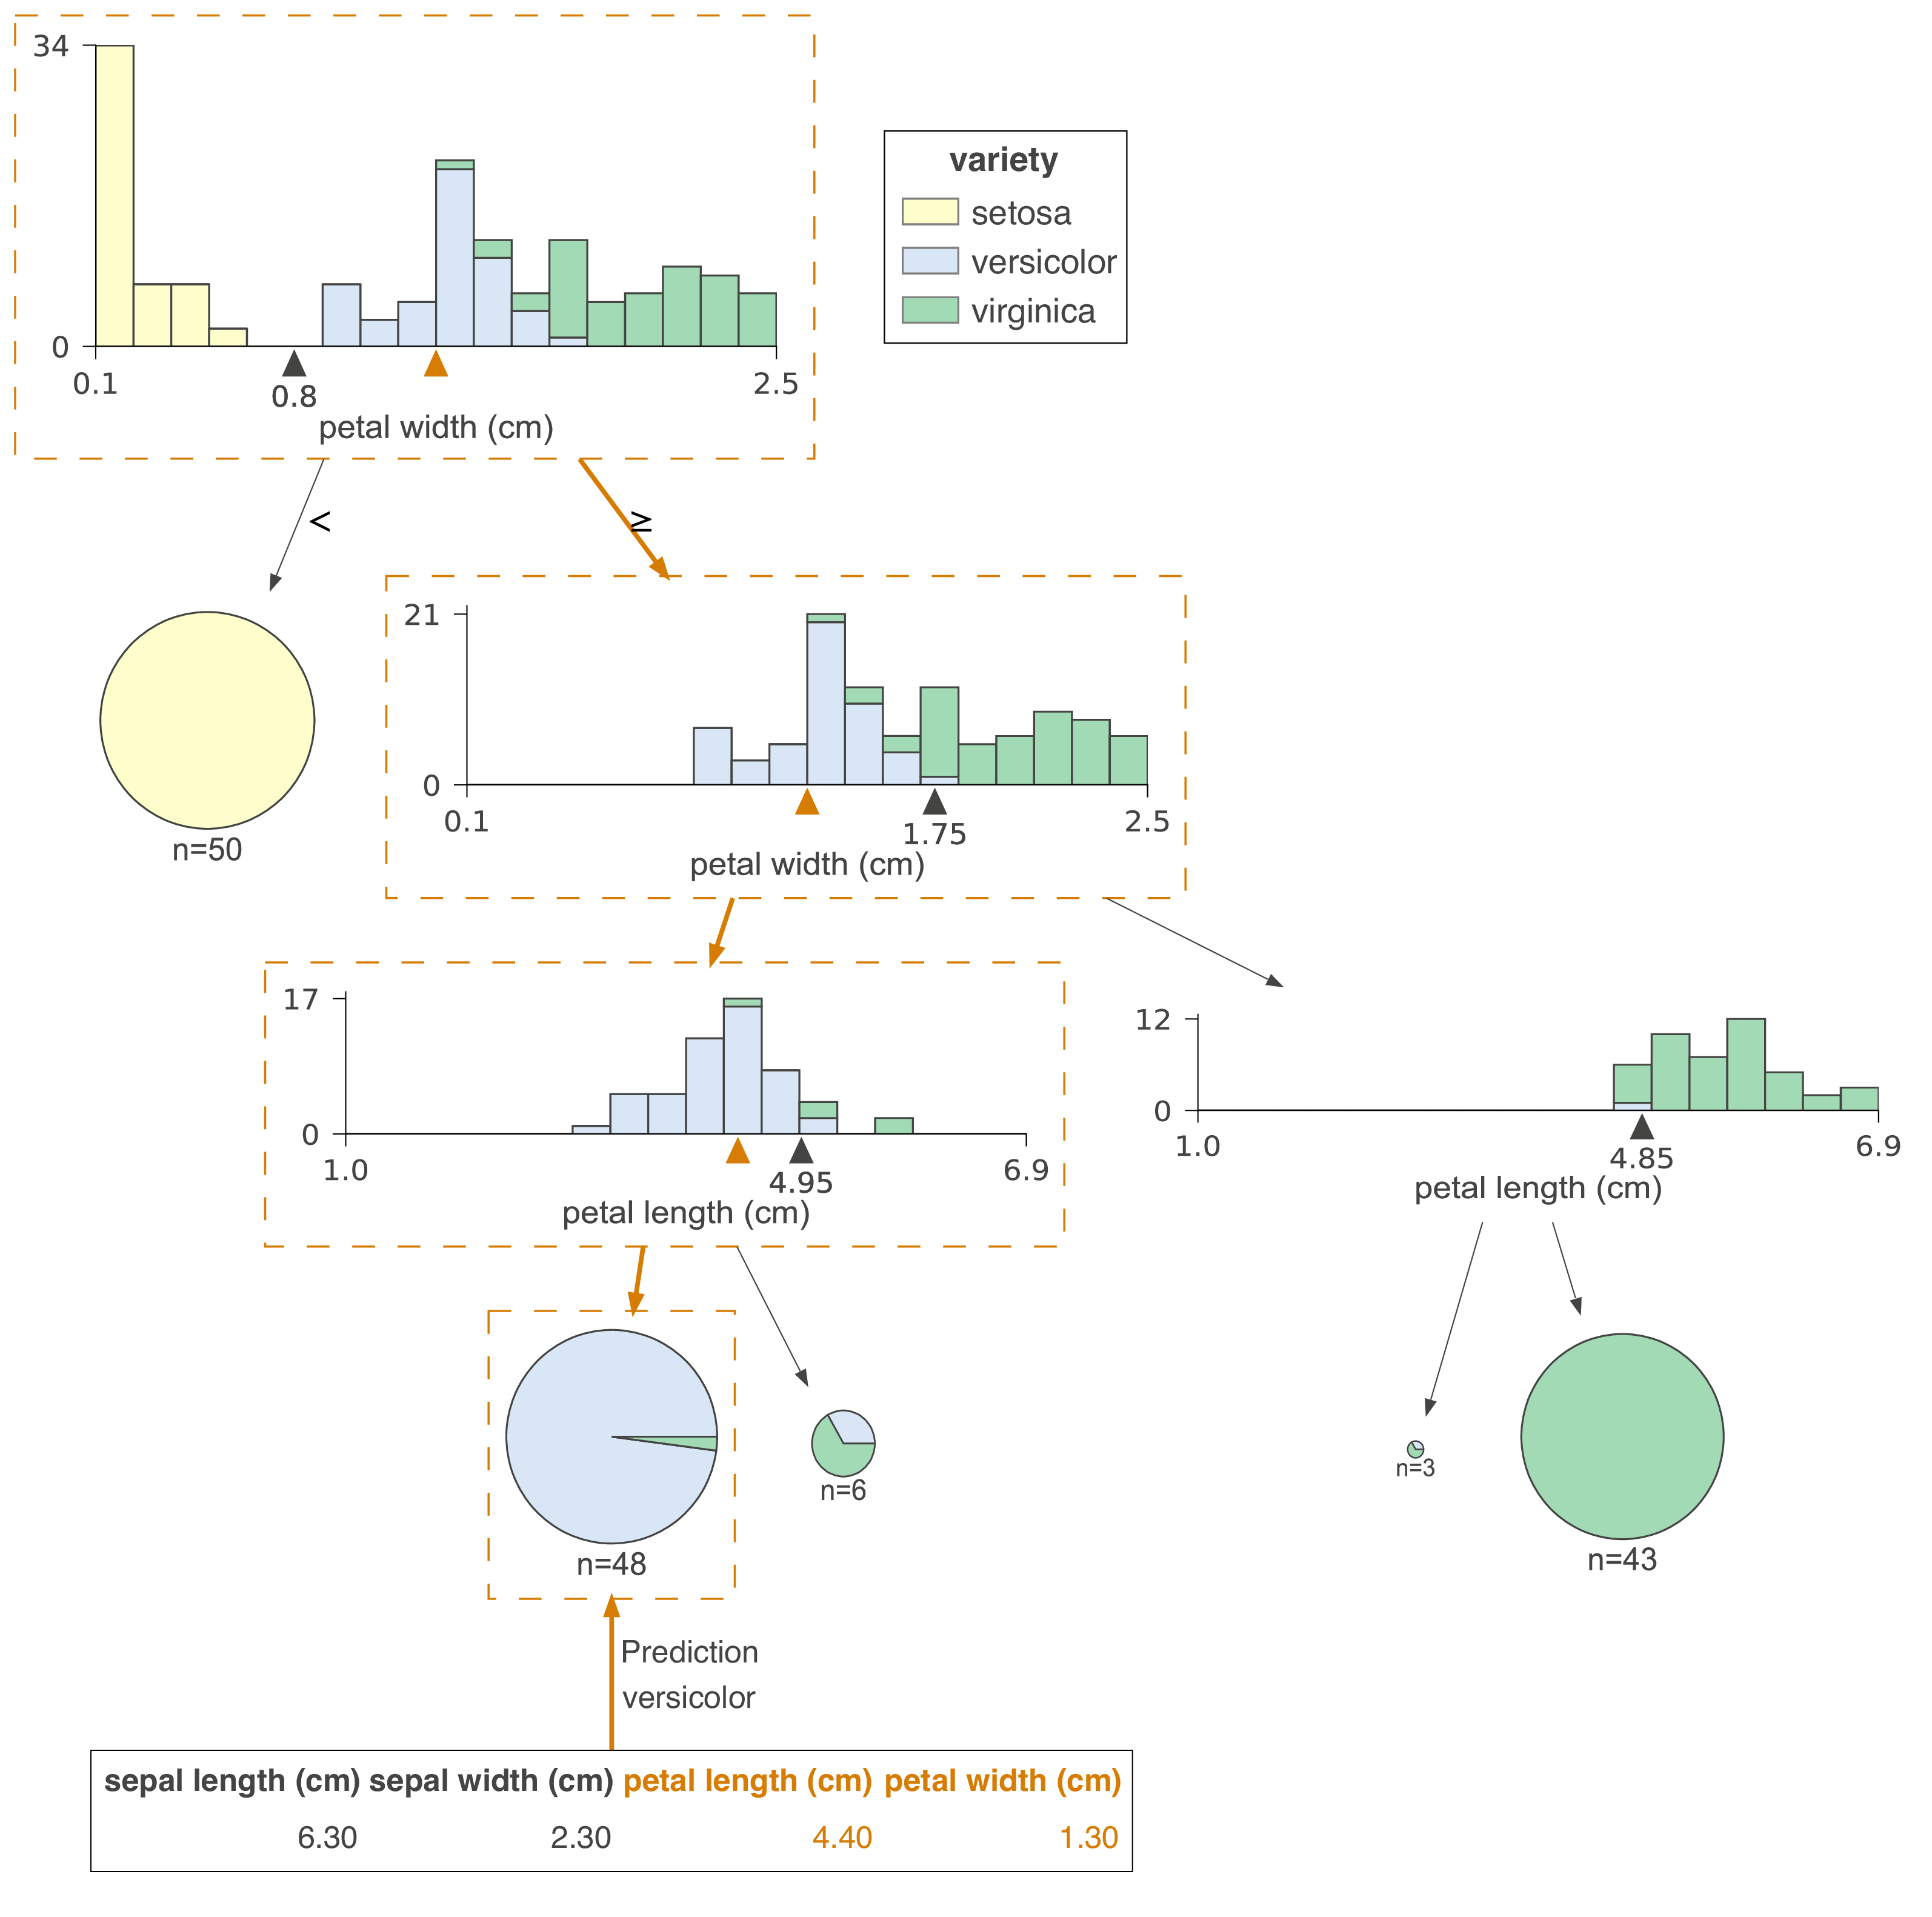 34
0
0.1
0.8
2.5
petal width (cm)
variety
setosa
versicolor
virginica
<
≥
n=50
21
0
0.1
1.75
2.5
petal width (cm)
17
0
1.0
4.95
6.9
petal length (cm)
12
0
1.0
4.85
6.9
petal length (cm)
n=48
n=6
n=3
n=43
Prediction
versicolor
sepal length (cm) sepal width (cm) petal length (cm) petal width (cm)
6.30 2.30 4.40 1.30